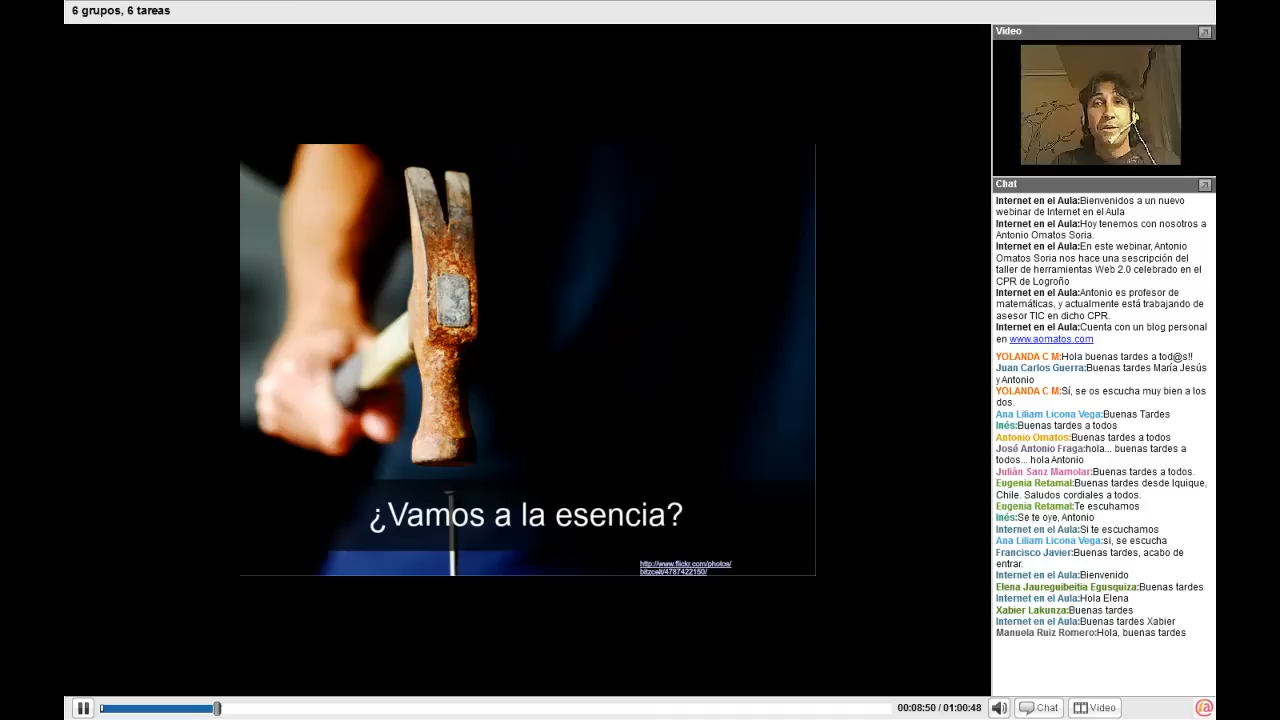 6 grupos, 6 tareas
¿Vamos a la esencia?
http://www.flickr.com/photos/
bitzcelt/4787422150/
Video
Chat
Internet en el Aula:Bienvenidos a un nuevo
webinar de Internet en el Aula
Internet en el Aula:Hoy tenemos con nosotros a
Antonio Omatos Soria.
Internet en el Aula:En este webinar, Antonio
Omatos Soria nos hace una sescripción del
taller de herramientas Web 2.0 celebrado en el
CPR de Logroño
Internet en el Aula:Antonio es profesor de
matemáticas, y actualmente está trabajando de
asesor TIC en dicho CPR.
Internet en el Aula:Cuenta con un blog personal
en www.aomatos.com
YOLANDA C M:Hola buenas tardes a tod@s!!
Juan Carlos Guerra:Buenas tardes María Jesús
y Antonio
YOLANDA C M:Sí, se os escucha muy bien a los
dos.
Ana Liliam Licona Vega:Buenas Tardes
Inés:Buenas tardes a todos
Antonio Omatos:Buenas tardes a todos
José Antonio Fraga:hola... buenas tardes a
todos... hola Antonio
Julián Sanz Mamolar:Buenas tardes a todos.
Eugenia Retamal:Buenas tardes desde Iquique,
Chile. Saludos cordiales a todos.
Eugenia Retamal:Te escuhamos
Inés:Se te oye, Antonio
Internet en el Aula:Si te escuchamos
Ana Liliam Licona Vega:si, se escucha
Francisco Javier:Buenas tardes, acabo de
entrar.
Internet en el Aula:Bienvenido
Elena Jaureguibeitia Egusquiza:Buenas tardes
Internet en el Aula:Hola Elena
Xabier Lakunza:Buenas tardes
Internet en el Aula:Buenas tardes Xabier
Manuela Ruiz Romero:Hola, buenas tardes
00:08:50 / 01:00:48
Chat
Video